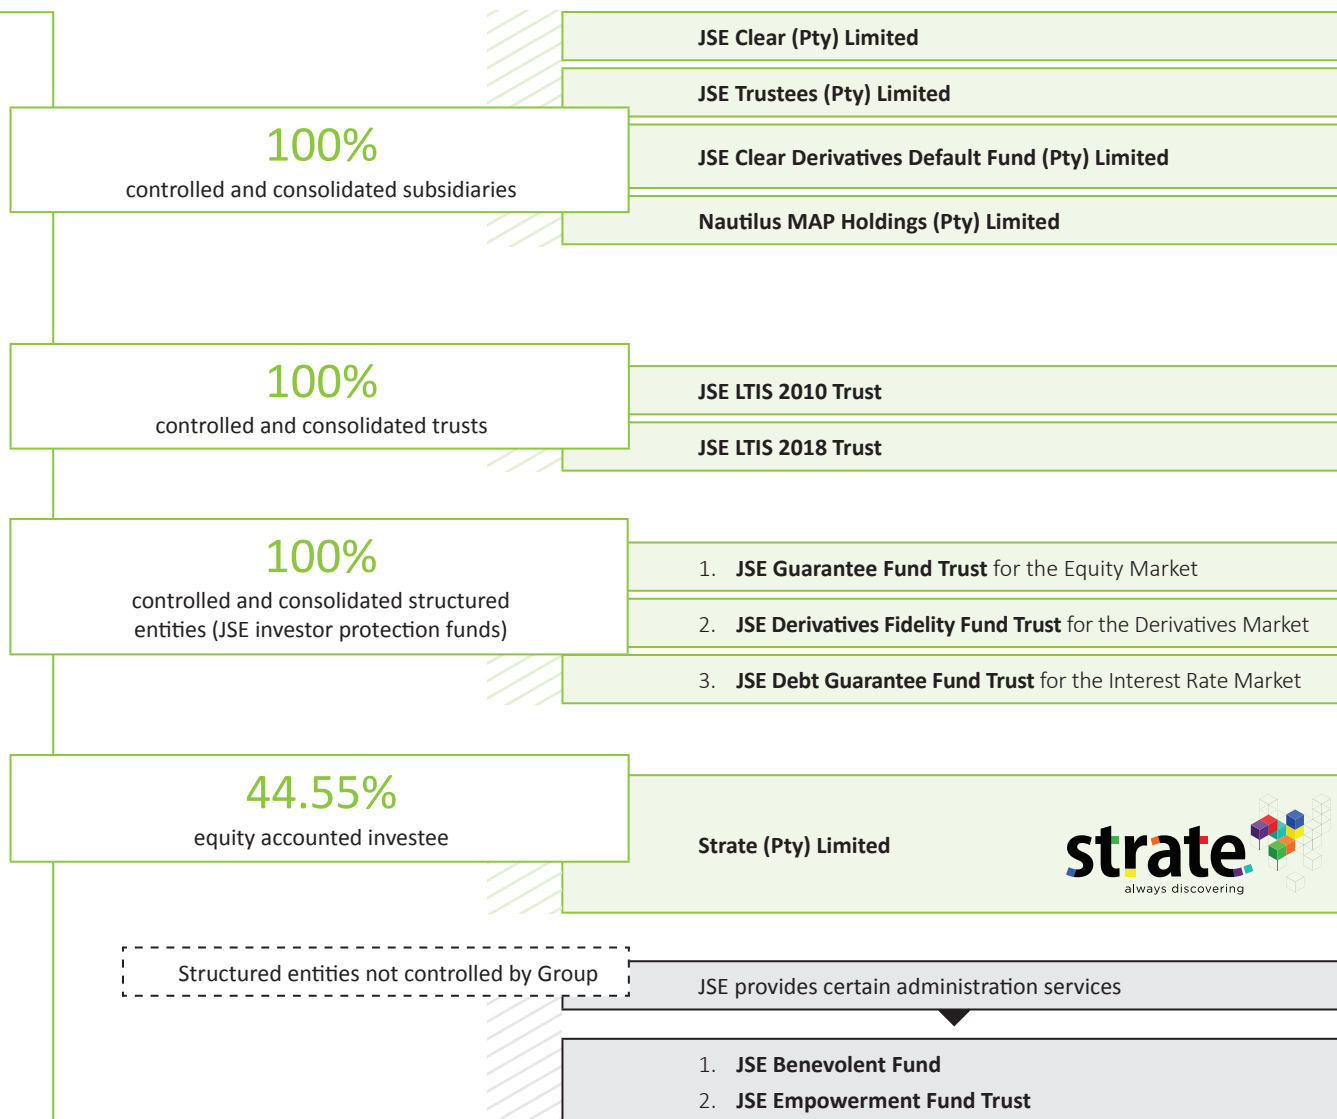 JSE Clear (Pty) Limited
JSE Trustees (Pty) Limited
100%
controlled and consolidated subsidiaries
JSE Clear Derivatives Default Fund (Pty) Limited
Nautilus MAP Holdings (Pty) Limited
100%
controlled and consolidated trusts
JSE LTIS 2010 Trust
JSE LTIS 2018 Trust
100%
controlled and consolidated structured
entities (JSE investor protection funds)
1. JSE Guarantee Fund Trust for the Equity Market
2. JSE Derivatives Fidelity Fund Trust for the Derivatives Market
3. JSE Debt Guarantee Fund Trust for the Interest Rate Market
44.55%
equity accounted investee
Strate (Pty) Limited
strate
always discovering
Structured entities not controlled by Group
JSE provides certain administration services
1. JSE Benevolent Fund
2. JSE Empowerment Fund Trust